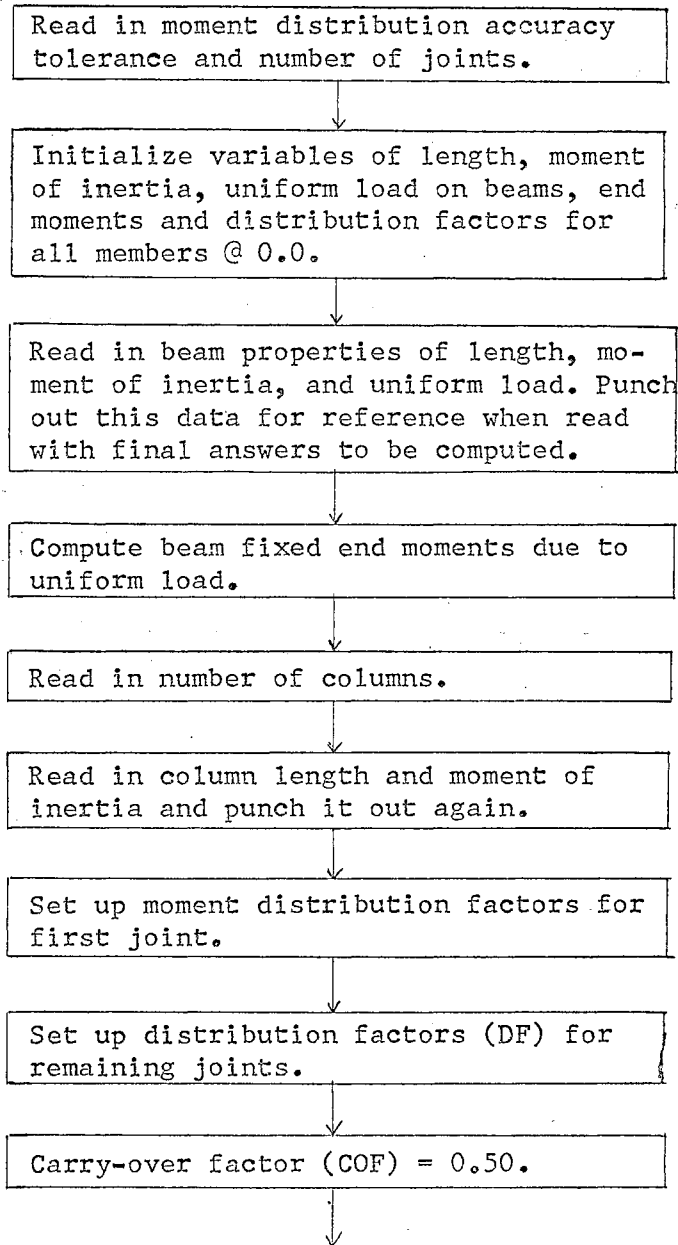 Read in moment distribution accuracy
tolerance and number of joints.
Initialize variables of length, moment
of inertia, uniform load on beams, end
moments and distribution factors for
all members @ 0.0.
Read in beam properties of length, mo-
ment of inertia, and uniform load. Punch
out this data for reference when read
with final answers to be computed.
Compute beam fixed end moments due to
uniform load.
Read in number of columns.
Read in column length and moment of
inertia and punch it out again.
Set up moment distribution factors for
first joint.
Set up distribution factors (DF) for
remaining joints.
Carry-over factor (COF) = 0.50.